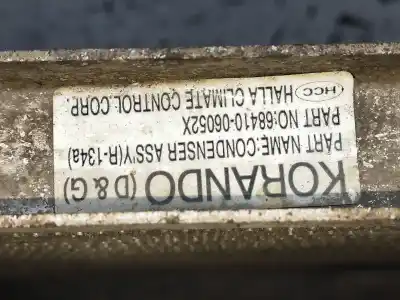 KORANDO (D & G)
PART NAME:CONDENSER ASS'Y(R-134a)
PART NO:68410-06052X
HCC HALLA CLIMATE CONTROL CORP.